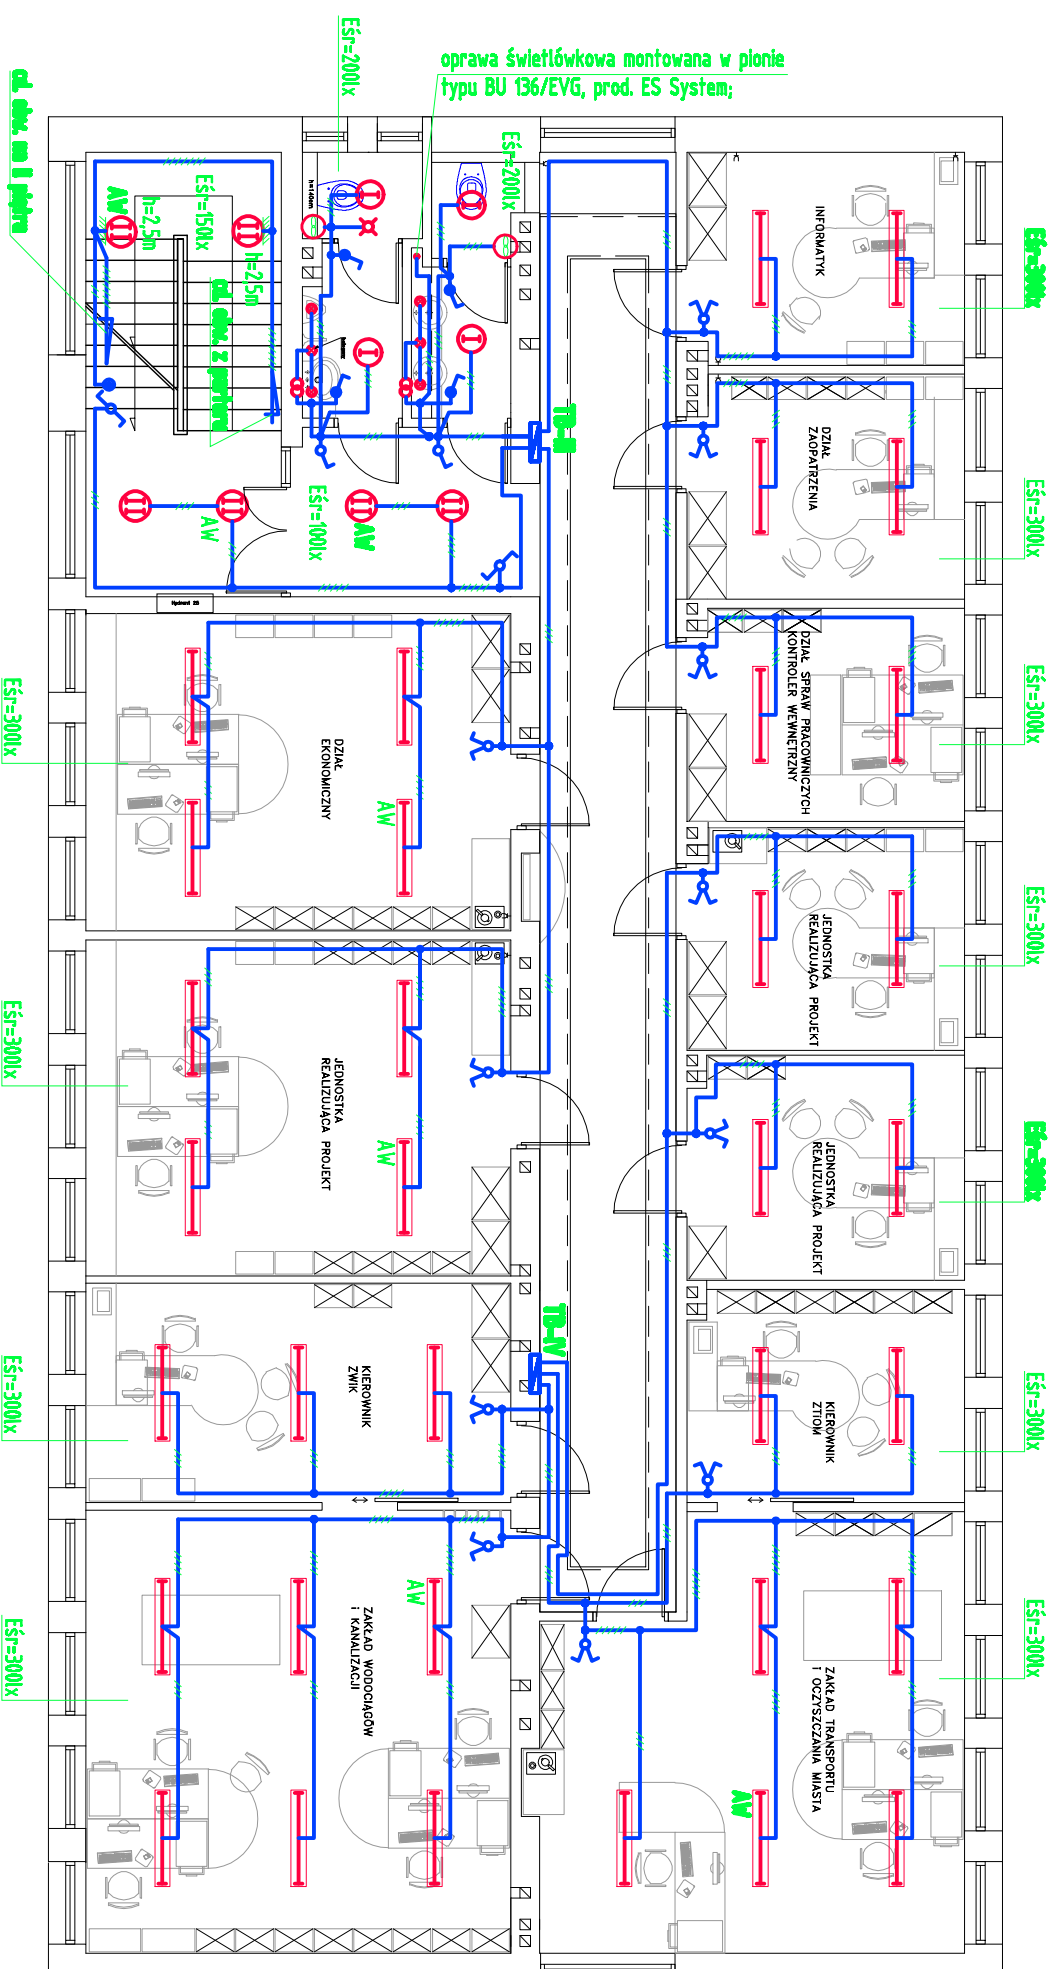 oprawa świetlówkowa montowana w pionie
typu BU 136/EVG, prod. ES System;
Eśr=200lx
Eśr=200lx
h=140cm
Eśr=150lx
AW
h=2,5m
h=2,5m
Eśr=100lx
AW
AW
TB-IV
INFORMATYK
DZIAŁ
ZAOPATRZENIA
DZIAŁ SPRAW PRACOWNICZYCH
KONTROLER WEWNETRZNY
JEDNOSTKA
REALIZUJĄCA PROJEKT
JEDNOSTKA
REALIZUJĄCA PROJEKT
KIEROWNIK
ZTIOM
ZAKŁAD TRANSPORTU
I OCZYSZCZANIA MIASTA
AW
DZIAŁ
EKONOMICZNY
AW
JEDNOSTKA
REALIZUJĄCA PROJEKT
AW
KIEROWNIK
ZWIK
ZAKŁAD WODOCIĄGÓW
i KANALIZACJI
AW
Eśr=300lx
Eśr=300lx
Eśr=300lx
Eśr=300lx
Eśr=300lx
Eśr=300lx
Eśr=300lx
Eśr=300lx
Eśr=300lx
Eśr=300lx
Eśr=300lx